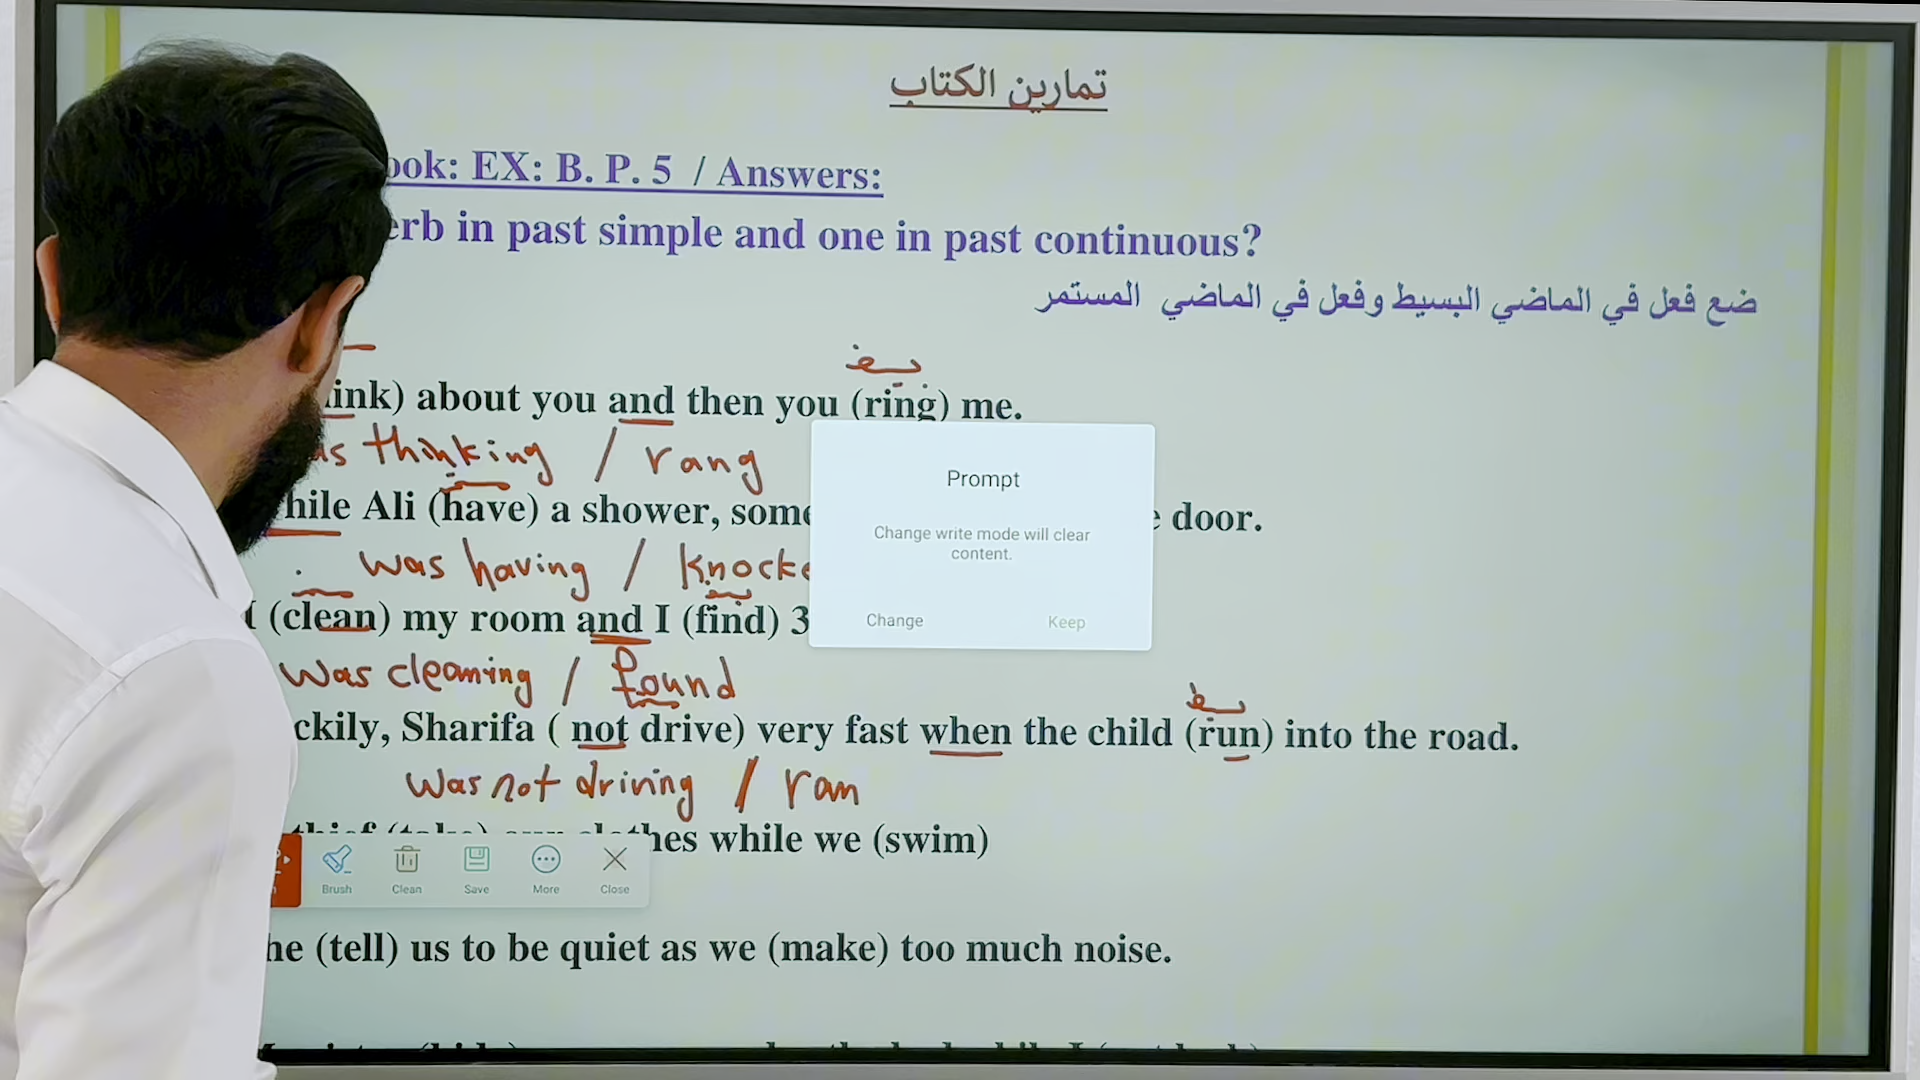 تمارين الكتاب
ook: EX: B. P. 5 / Answers:
erb in past simple and one in past continuous?
ضع فعل في الماضي البسيط وفعل في الماضي المستمر
ink) about you and then you (ring) me.
thinking / rang
hile Ali (have) a shower, some door.
was having / Knocke
(clean) my room and I (find) 3
Was cleaning / found
ckily, Sharifa ( not drive) very fast when the child (run) into the road.
Was not driving / ran
hes while we (swim)
he (tell) us to be quiet as we (make) too much noise.
Prompt
Change write mode will clear
content.
Change Keep
Brush Clean Save More Close